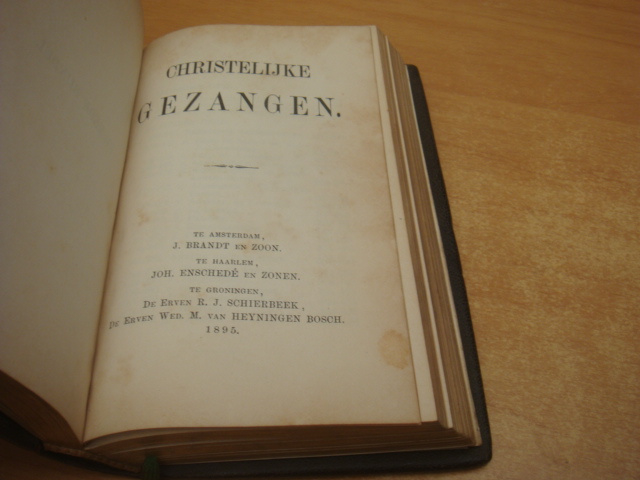 CHRISTELIJKE
GEZANGEN.
TE AMSTERDAM,
J. BRANDT EN ZOON.
TE HAARLEM,
JOH. ENSCHEDÉ EN ZONEN.
TE GRONINGEN,
DE ERVEN R. J. SCHIERBEEK,
DE ERVEN WED. M. VAN HEYNINGEN BOSCH.
1895.